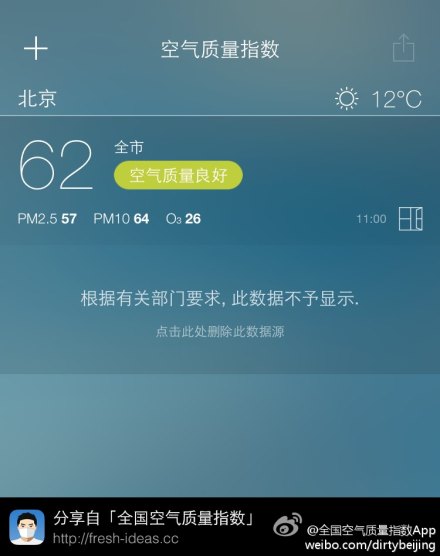 空气质量指数
北京 12°C
62 全市
空气质量良好
PM2.5 57 PM10 64 O₃ 26 11:00
根据有关部门要求, 此数据不予显示.
点击此处删除此数据源
分享自「全国空气质量指数」
http://fresh-ideas.cc
@全国空气质量指数App
weibo.com/dirtybeijing